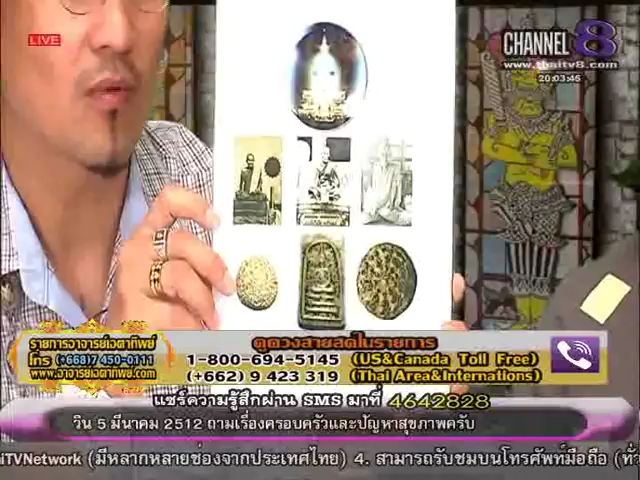 LIVE
CHANNEL 8
www.thaitv8.com
20:03:45
ดูดวงสายสดในรายการ
รายการอาจารย์เอตาทิพย์
โทร (+668)7 450-0111
www.อาจารย์เอตาทิพย์.com
1-800-694-5145 (US&Canada Toll Free)
(+662) 9 423 319 (Thai Area&Internations)
แชร์ความรู้สึกผ่าน SMS มาที่ 4642828
วิน 5 มีนาคม 2512 ถามเรื่องครอบครัวและปัญหาสุขภาพครับ
aiTVNetwork (มีหลากหลายช่องจากประเทศไทย) 4. สามารถรับชมบนโทรศัพท์มือถือ (ทั่ว